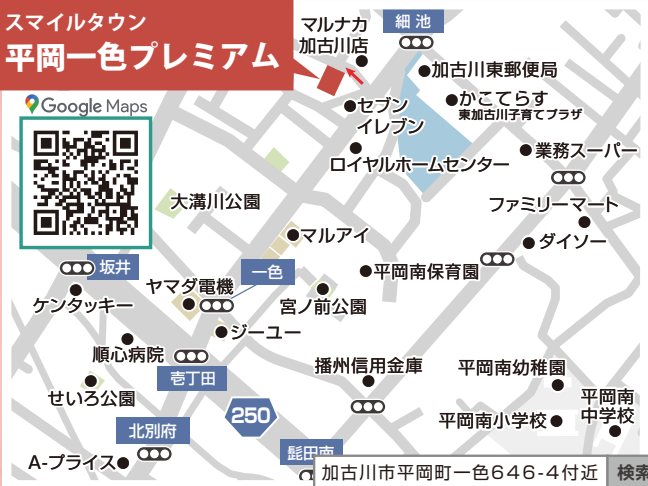 スマイルタウン
平岡一色プレミアム
マルナカ
加古川店
細池
加古川東郵便局
かこてらす
東加古川子育てプラザ
Google Maps
セブン
イレブン
ロイヤルホームセンター
業務スーパー
大溝川公園
ファミリーマート
マルアイ
ダイソー
坂井
一色
平岡南保育園
ケンタッキー
ヤマダ電機
宮ノ前公園
ジーユー
順心病院
壱丁田
播州信用金庫
平岡南幼稚園
せいろ公園
平岡南
中学校
250
平岡南小学校
北別府
髭田南
A-プライス
加古川市平岡町一色646-4付近
検索